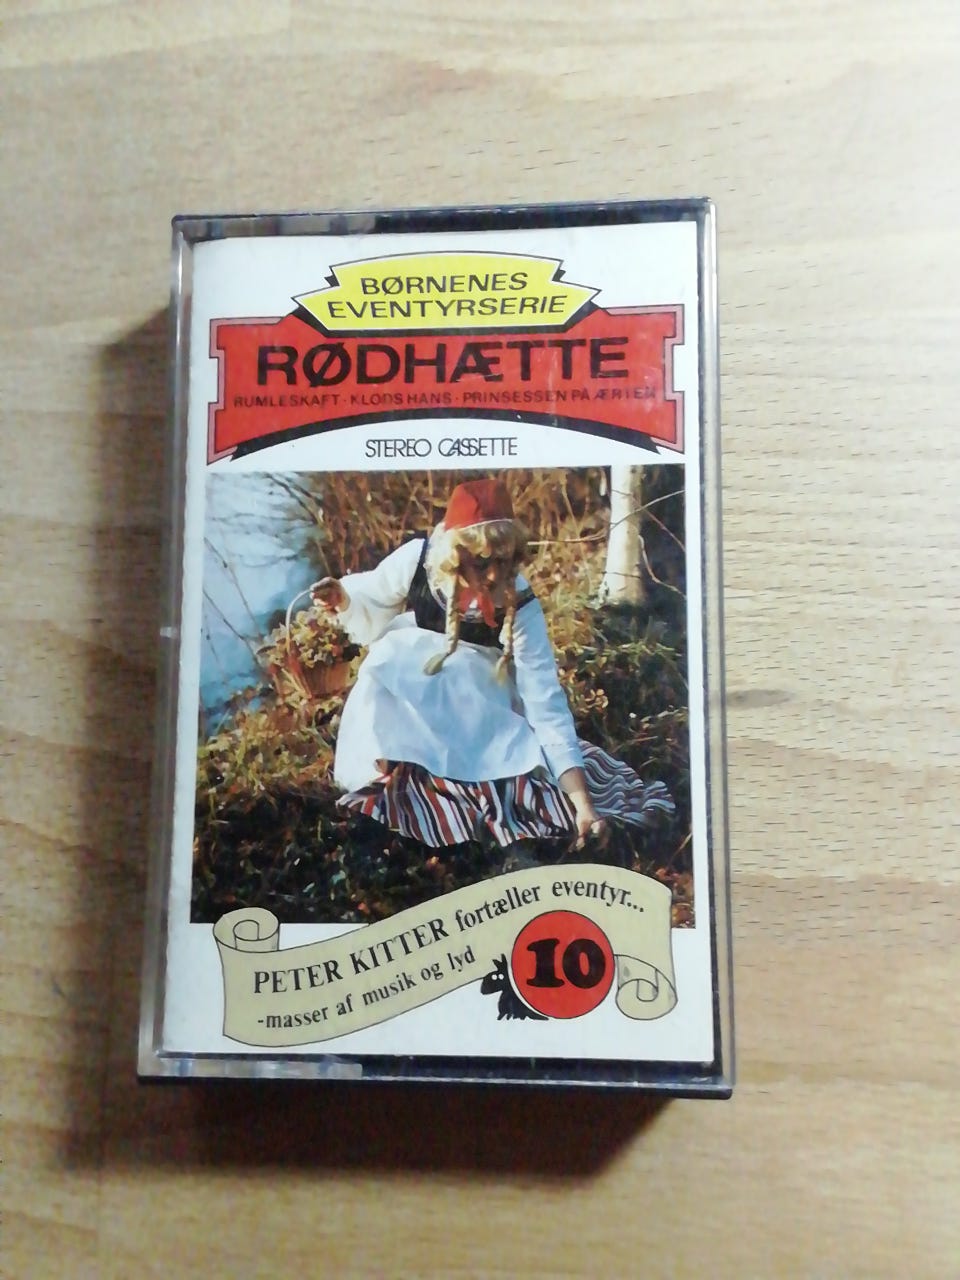 BØRNENES
EVENTYRSERIE
RØDHÆTTE
RUMLESKAFT · KLODS HANS · PRINSESSEN PÅ ÆRTEN
STEREO CASSETTE
PETER KITTER fortæller eventyr...
-masser af musik og lyd
10